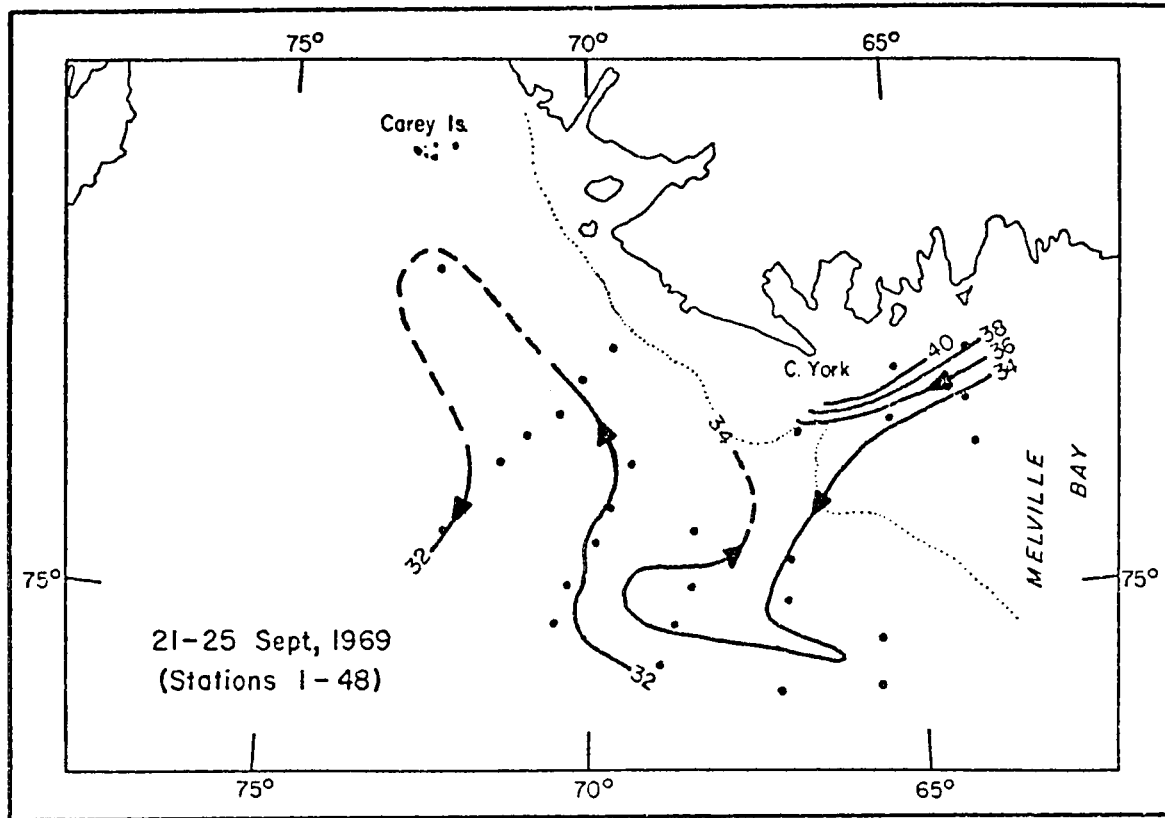 75° 70° 65°
Carey Is.
40 38 36 34
C. York
34
MELVILLE BAY
32
75° 75°
21-25 Sept, 1969
(Stations 1-48)
32
75° 70° 65°